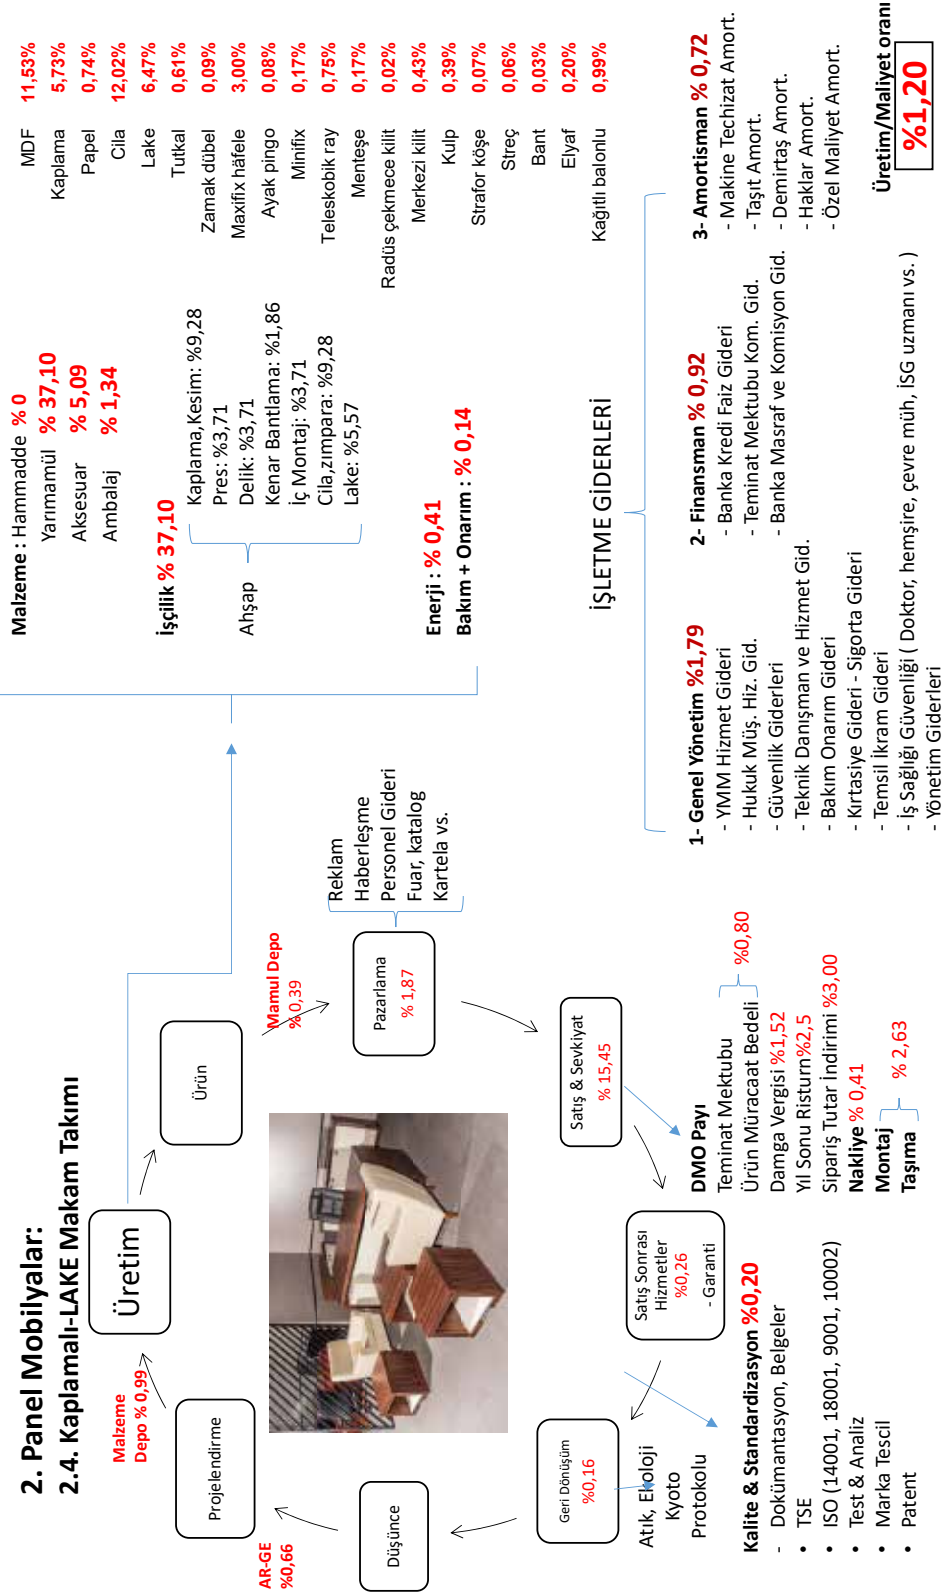 2. Panel Mobilyalar:
2.4. Kaplamalı-LAKE Makam Takımı
Malzeme
Depo % 0,99
Üretim
Ürün
Mamul Depo
% 0,39
Pazarlama
% 1,87
Reklam
Haberleşme
Personel Gideri
Fuar, katalog
Kartela vs.
Satış & Sevkiyat
% 15,45
Satış Sonrası
Hizmetler
%0,26
- Garanti
Geri Dönüşüm
%0,16
Atık, Ekoloji
Kyoto
Protokolu
Düşünce
AR-GE
%0,66
Projelendirme
Kalite & Standardizasyon %0,20
- Dokümantasyon, Belgeler
• TSE
• ISO (14001, 18001, 9001, 10002)
• Test & Analiz
• Marka Tescil
• Patent
DMO Payı
Teminat Mektubu
Ürün Müracaat Bedeli
%0,80
Damga Vergisi %1,52
Yıl Sonu Risturn%2,5
Sipariş Tutar İndirimi %3,00
Nakliye % 0,41
Montaj
Taşıma
% 2,63
Malzeme : Hammadde % 0
Yarımamül % 37,10
Aksesuar % 5,09
Ambalaj % 1,34
İşçilik % 37,10
Ahşap
Kaplama,Kesim: %9,28
Pres: %3,71
Delik: %3,71
Kenar Bantlama: %1,86
İç Montaj: %3,71
Cila,zımpara: %9,28
Lake: %5,57
Enerji : % 0,41
Bakım + Onarım : % 0,14
MDF 11,53%
Kaplama 5,73%
Papel 0,74%
Cila 12,02%
Lake 6,47%
Tutkal 0,61%
Zamak dübel 0,09%
Maxifix häfele 3,00%
Ayak pingo 0,08%
Minifix 0,17%
Teleskobik ray 0,75%
Menteşe 0,17%
Radüs çekmece kilit 0,02%
Merkezi kilit 0,43%
Kulp 0,39%
Strafor köşe 0,07%
Streç 0,06%
Bant 0,03%
Elyaf 0,20%
Kağıtlı balonlu 0,99%
İŞLETME GİDERLERİ
1- Genel Yönetim %1,79
- YMM Hizmet Gideri
- Hukuk Müş. Hiz. Gid.
- Güvenlik Giderleri
- Teknik Danışman ve Hizmet Gid.
- Bakım Onarım Gideri
- Kırtasiye Gideri - Sigorta Gideri
- Temsil İkram Gideri
- İş Sağlığı Güvenliği ( Doktor, hemşire, çevre müh, İSG uzmanı vs. )
- Yönetim Giderleri
2- Finansman % 0,92
- Banka Kredi Faiz Gideri
- Teminat Mektubu Kom. Gid.
- Banka Masraf ve Komisyon Gid.
3- Amortisman % 0,72
- Makine Techizat Amort.
- Taşıt Amort.
- Demirtaş Amort.
- Haklar Amort.
- Özel Maliyet Amort.
Üretim/Maliyet oranı
%1,20